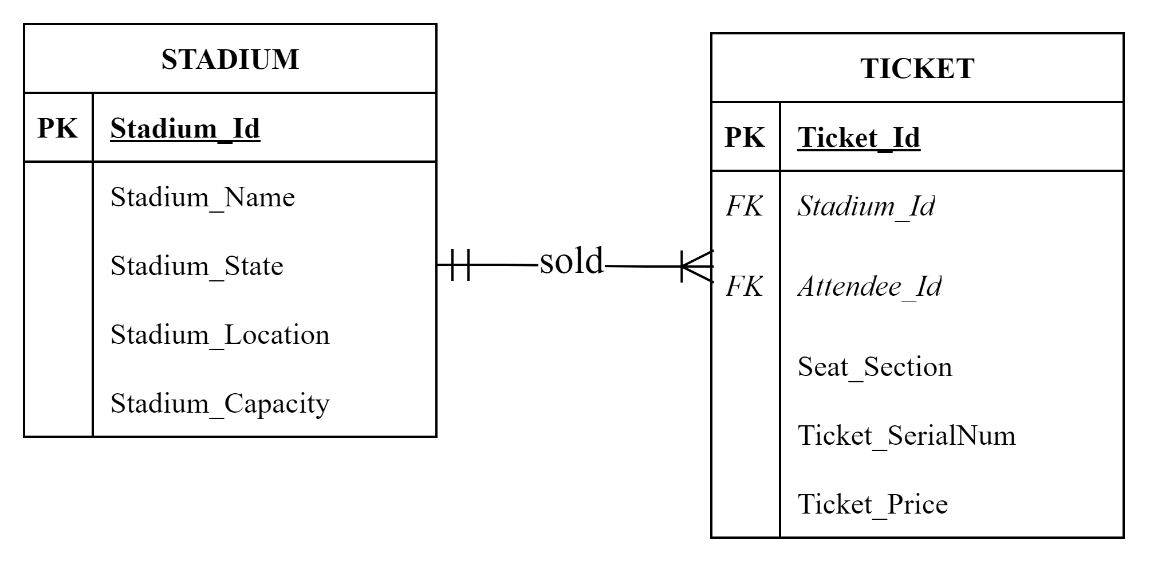 STADIUM
PK Stadium_Id
Stadium_Name
Stadium_State
Stadium_Location
Stadium_Capacity
sold
TICKET
PK Ticket_Id
FK Stadium_Id
FK Attendee_Id
Seat_Section
Ticket_SerialNum
Ticket_Price